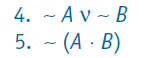 4. ~ A v ~ B
5. ~ (A · B)